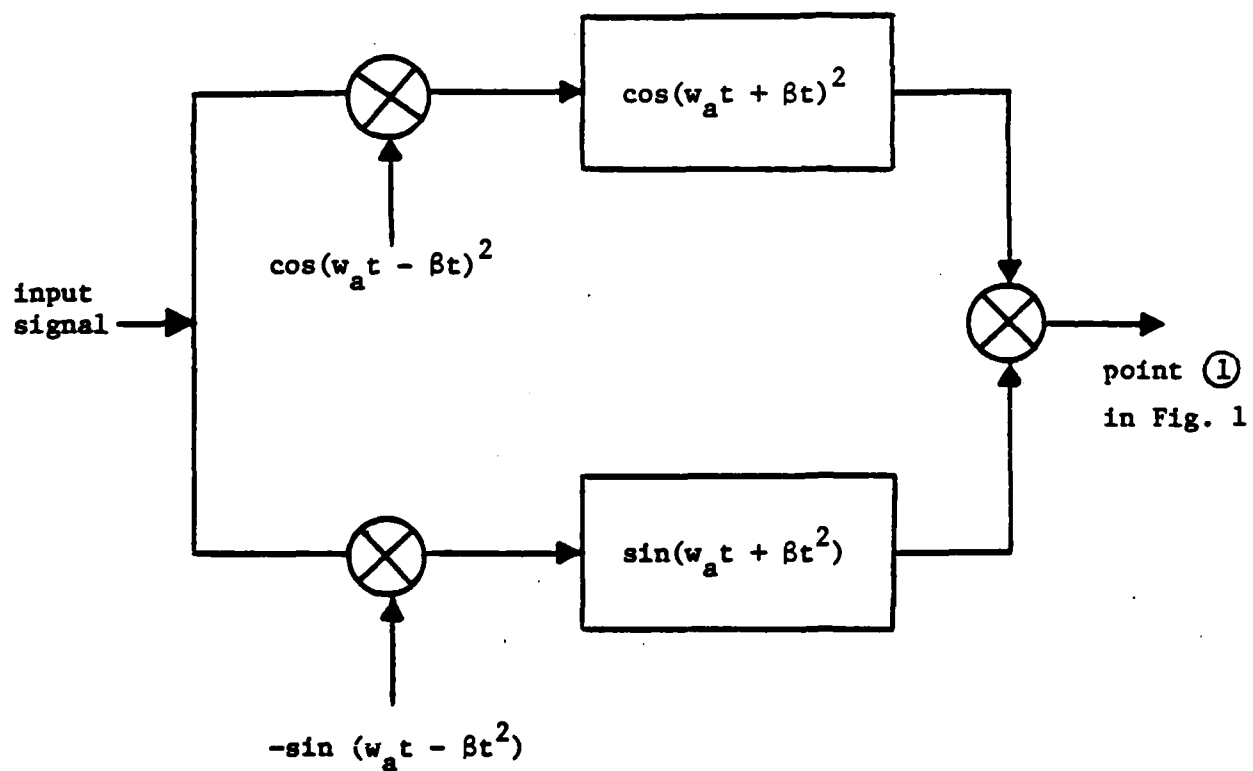 cos(w_a t + βt)^2
cos(w_a t - βt)^2
input
signal
point ①
in Fig. 1
sin(w_a t + βt^2)
-sin (w_a t - βt^2)